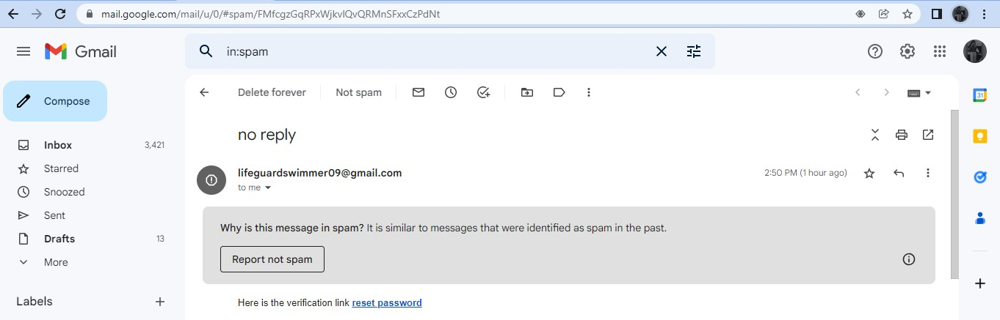 mail.google.com/mail/u/0/#spam/FMfcgzGqRPxWjkvlQvQRMnSFxxCzPdNt
Gmail
in:spam
Compose
Delete forever
Not spam
Inbox 3,421
Starred
Snoozed
Sent
Drafts 13
More
Labels
no reply
lifeguardswimmer09@gmail.com
2:50 PM (1 hour ago)
to me
Why is this message in spam? It is similar to messages that were identified as spam in the past.
Report not spam
Here is the verification link reset password
31